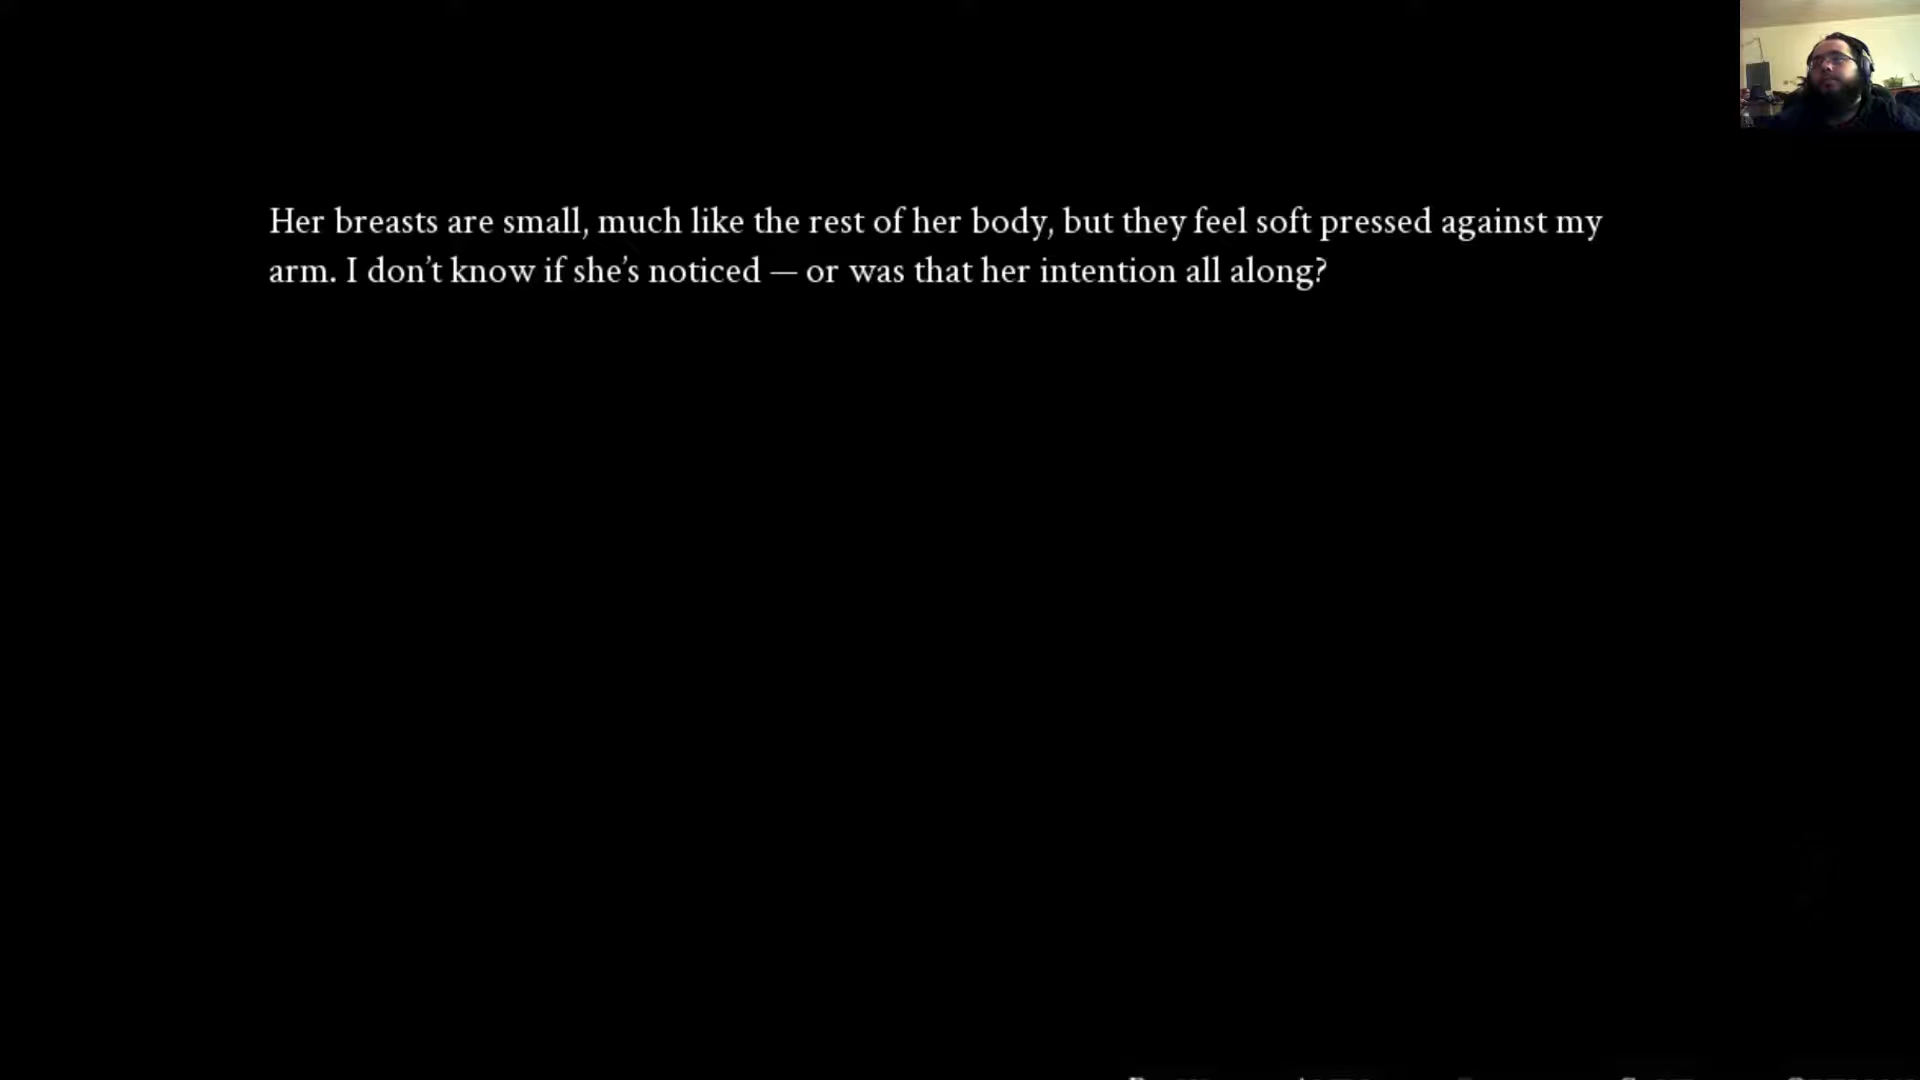 Her breasts are small, much like the rest of her body, but they feel soft pressed against my
arm. I don’t know if she’s noticed — or was that her intention all along?